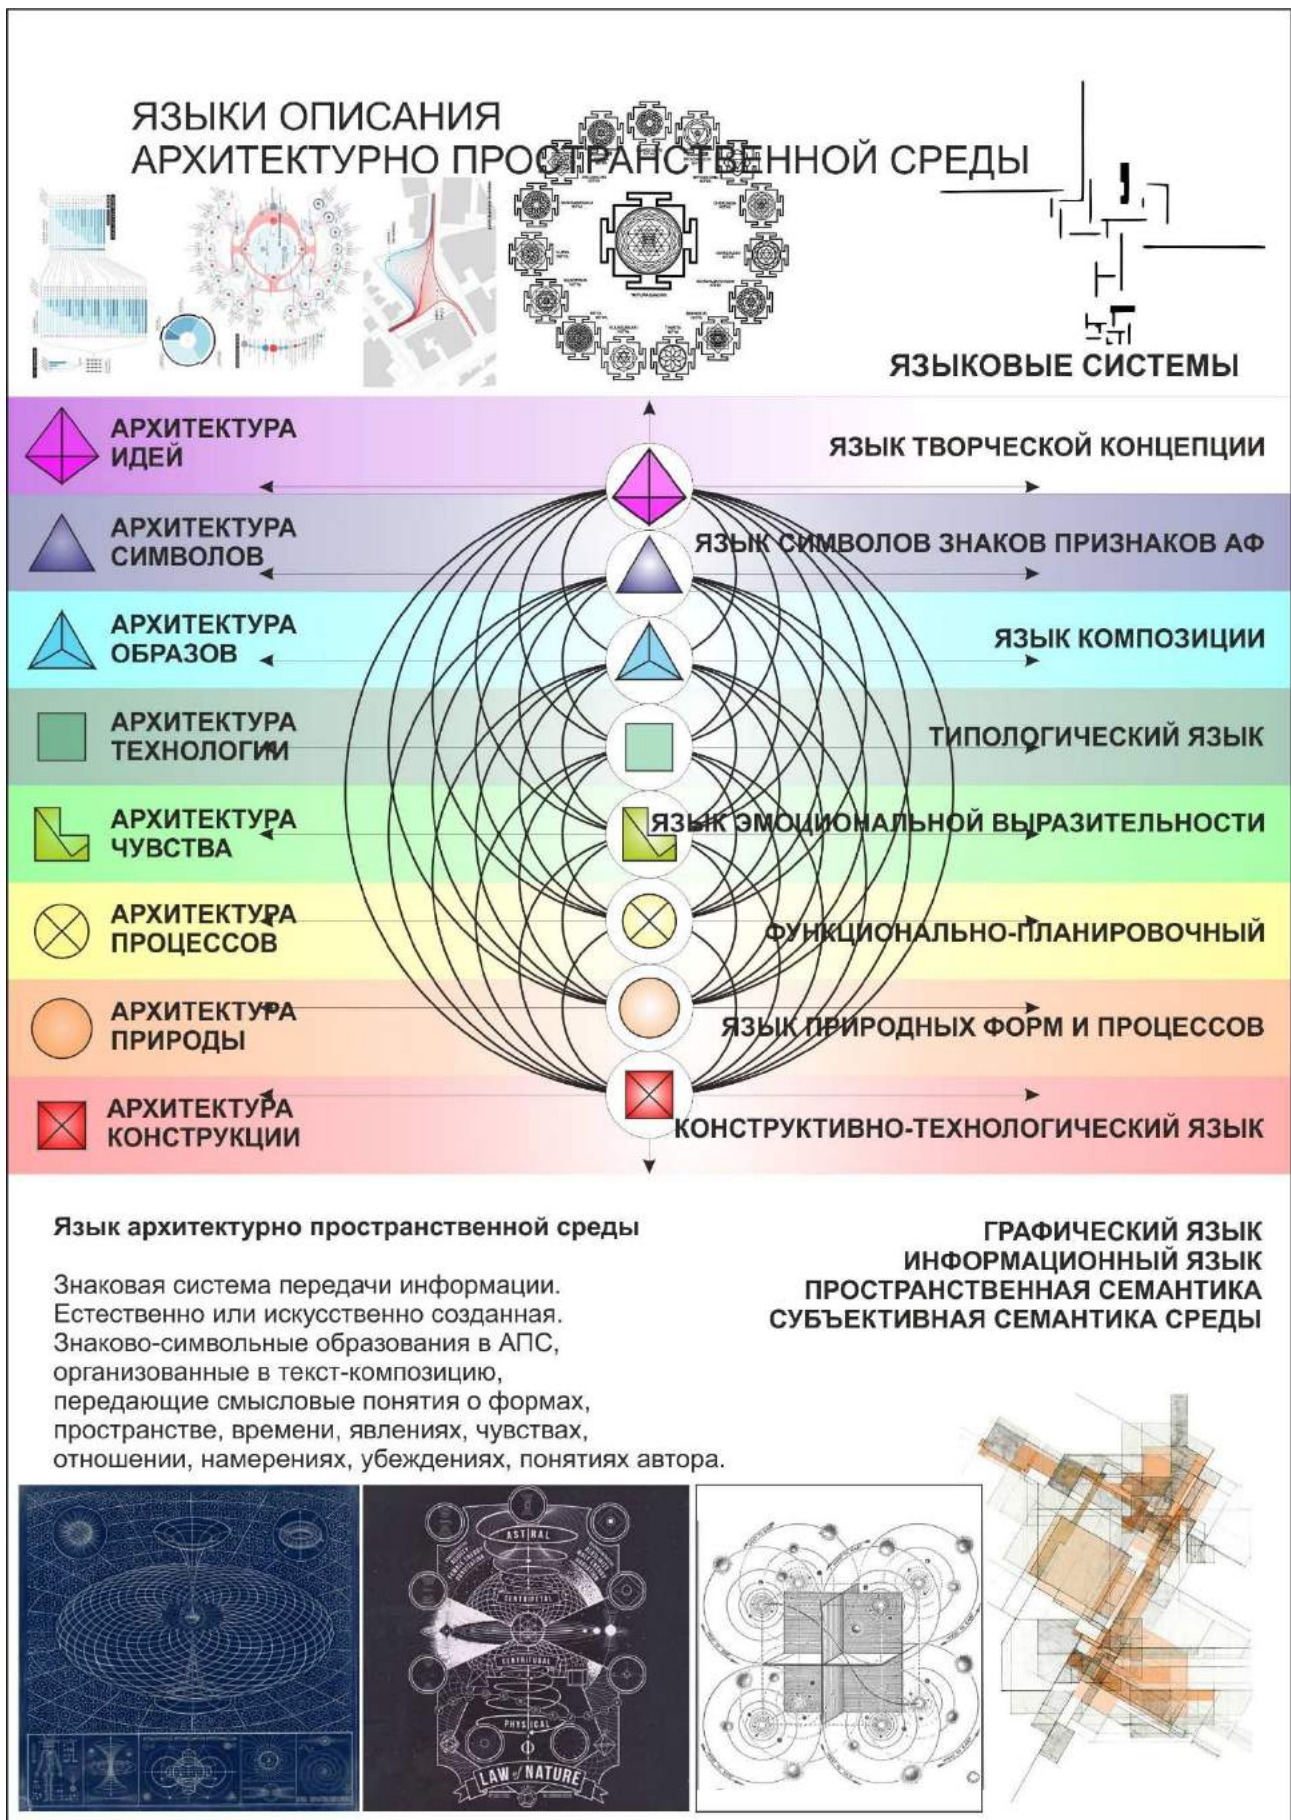 ЯЗЫКИ ОПИСАНИЯ
АРХИТЕКТУРНО ПРОСТРАНСТВЕННОЙ СРЕДЫ
ЯЗЫКОВЫЕ СИСТЕМЫ
АРХИТЕКТУРА
ИДЕЙ
ЯЗЫК ТВОРЧЕСКОЙ КОНЦЕПЦИИ
АРХИТЕКТУРА
СИМВОЛОВ
ЯЗЫК СИМВОЛОВ ЗНАКОВ ПРИЗНАКОВ АФ
АРХИТЕКТУРА
ОБРАЗОВ
ЯЗЫК КОМПОЗИЦИИ
АРХИТЕКТУРА
ТЕХНОЛОГИИ
ТИПОЛОГИЧЕСКИЙ ЯЗЫК
АРХИТЕКТУРА
ЧУВСТВА
ЯЗЫК ЭМОЦИОНАЛЬНОЙ ВЫРАЗИТЕЛЬНОСТИ
АРХИТЕКТУРА
ПРОЦЕССОВ
ФУНКЦИОНАЛЬНО-ПЛАНИРОВОЧНЫЙ
АРХИТЕКТУРА
ПРИРОДЫ
ЯЗЫК ПРИРОДНЫХ ФОРМ И ПРОЦЕССОВ
АРХИТЕКТУРА
КОНСТРУКЦИИ
КОНСТРУКТИВНО-ТЕХНОЛОГИЧЕСКИЙ ЯЗЫК
Язык архитектурно пространственной среды
Знаковая система передачи информации.
Естественно или искусственно созданная.
Знаково-символьные образования в АПС,
организованные в текст-композицию,
передающие смысловые понятия о формах,
пространстве, времени, явлениях, чувствах,
отношении, намерениях, убеждениях, понятиях автора.
ГРАФИЧЕСКИЙ ЯЗЫК
ИНФОРМАЦИОННЫЙ ЯЗЫК
ПРОСТРАНСТВЕННАЯ СЕМАНТИКА
СУБЪЕКТИВНАЯ СЕМАНТИКА СРЕДЫ
ASTRAL
CENTRIPETAL
CENTRIFUGAL
PHYSICAL
LAW of NATURE